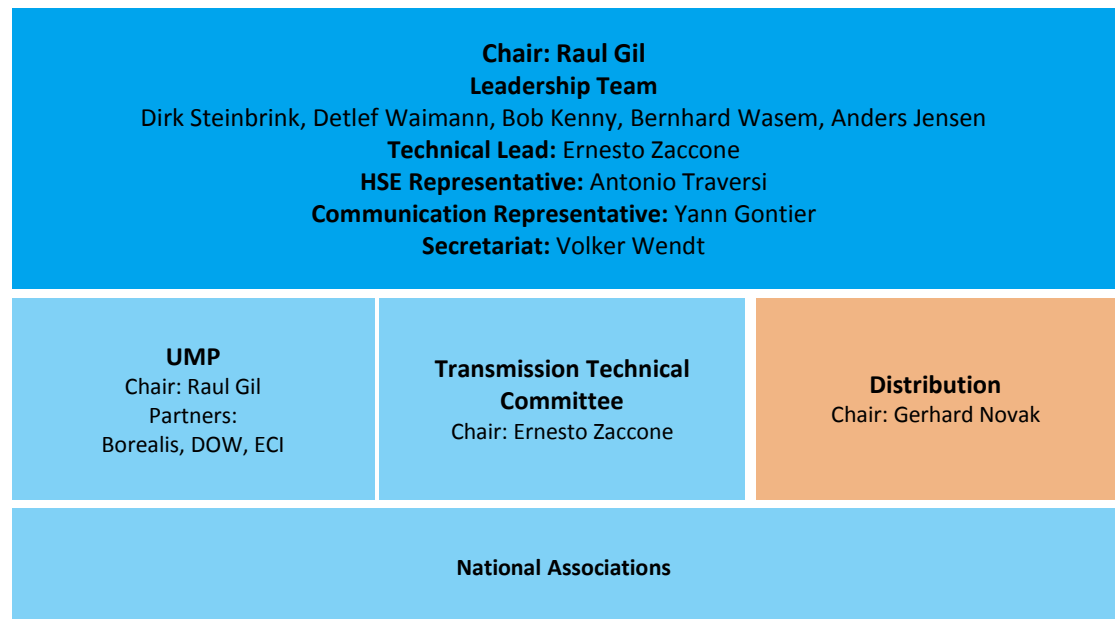 Chair: Raul Gil
Leadership Team
Dirk Steinbrink, Detlef Waimann, Bob Kenny, Bernhard Wasem, Anders Jensen
Technical Lead: Ernesto Zaccone
HSE Representative: Antonio Traversi
Communication Representative: Yann Gontier
Secretariat: Volker Wendt
UMP
Chair: Raul Gil
Partners:
Borealis, DOW, ECI
Transmission Technical
Committee
Chair: Ernesto Zaccone
Distribution
Chair: Gerhard Novak
National Associations